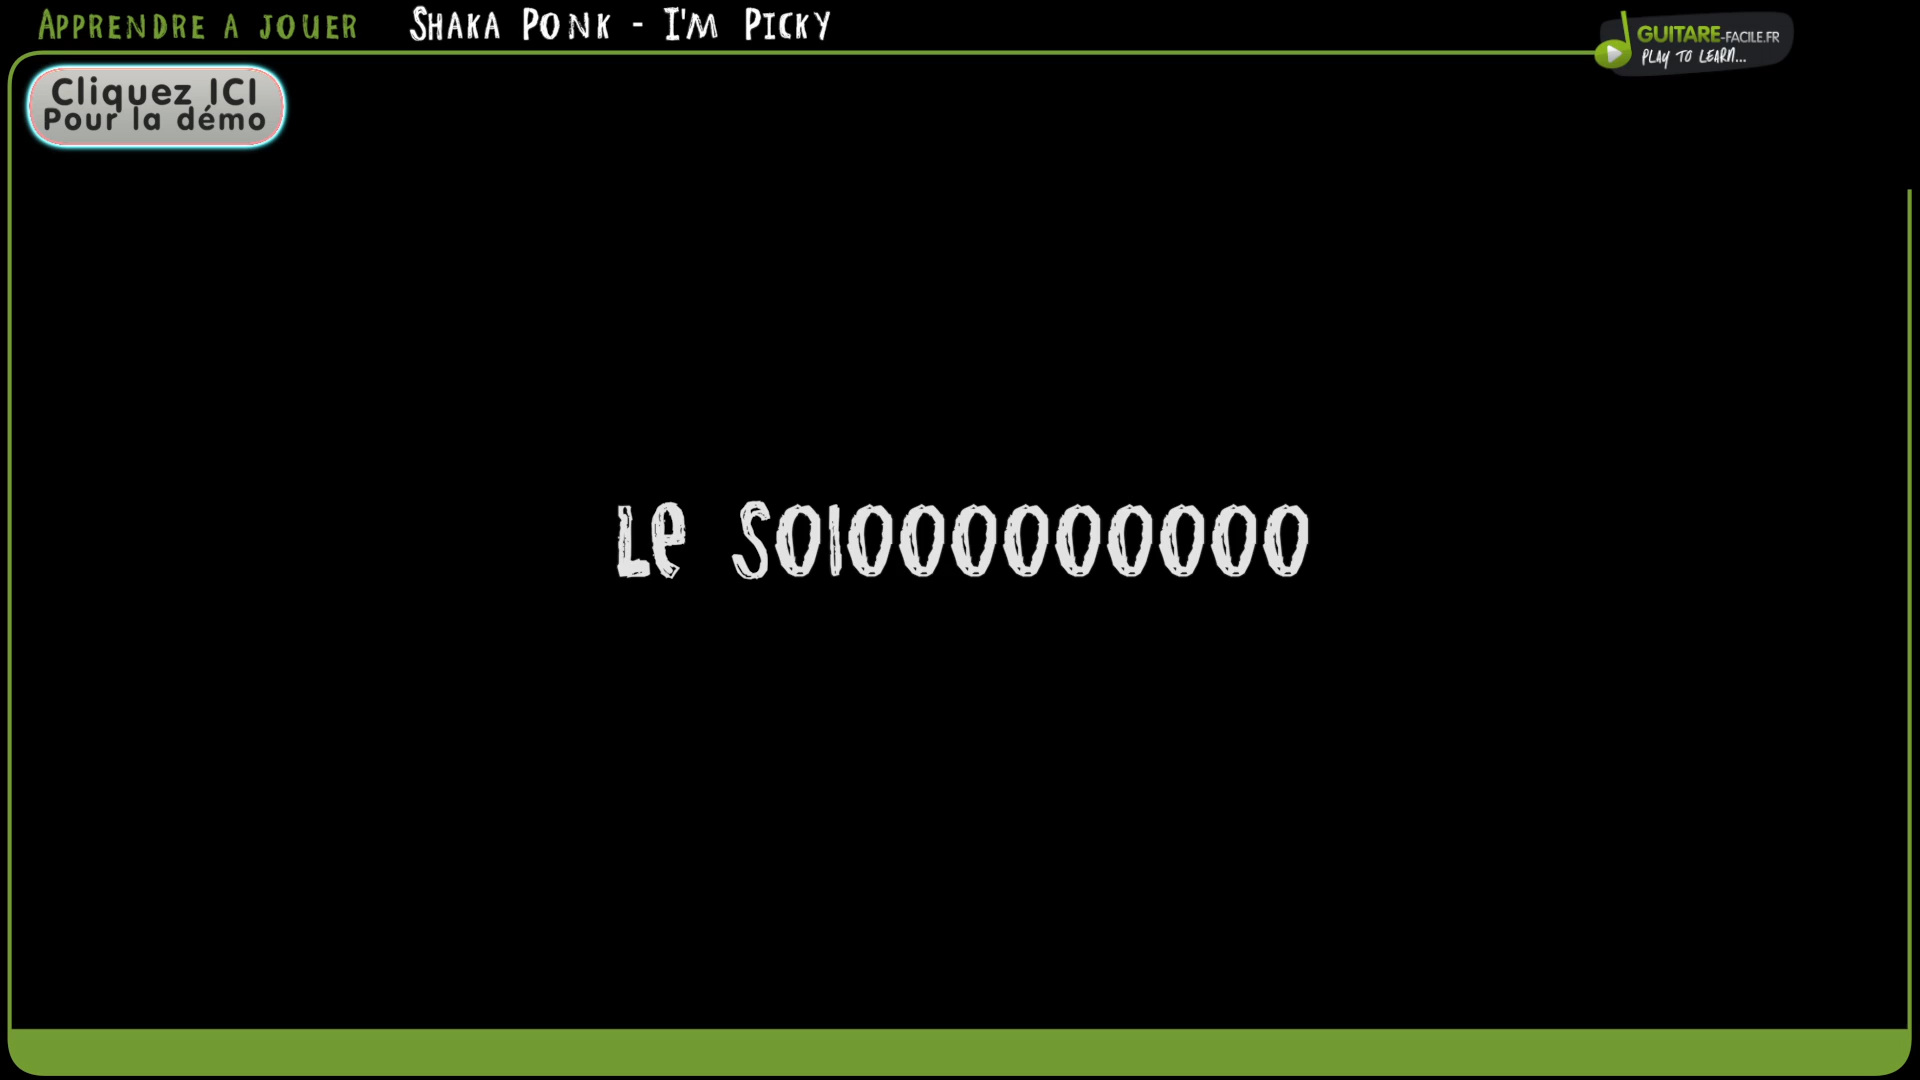 Apprendre a jouer Shaka Ponk - I'm Picky
GUITARE-FACILE.FR
PLAY TO LEARN...
Cliquez ICI
Pour la démo
Le Soloooooooooo